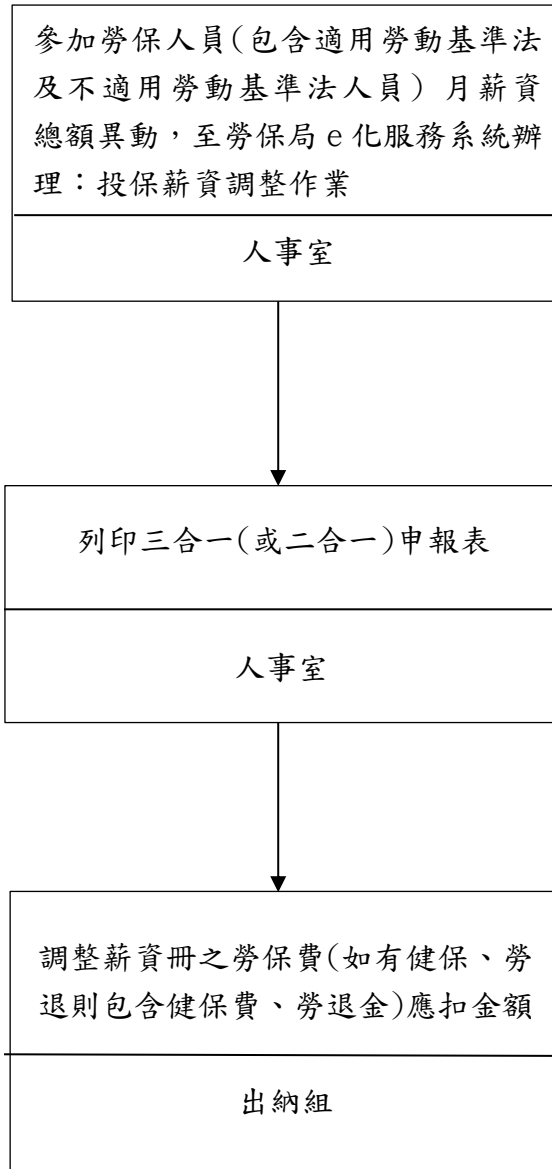 參加勞保人員(包含適用勞動基準法
及不適用勞動基準法人員)月薪資
總額異動,至勞保局 e 化服務系統辦
理:投保薪資調整作業
人事室
列印三合一(或二合一)申報表
人事室
調整薪資冊之勞保費(如有健保、勞
退則包含健保費、勞退金)應扣金額
出納組